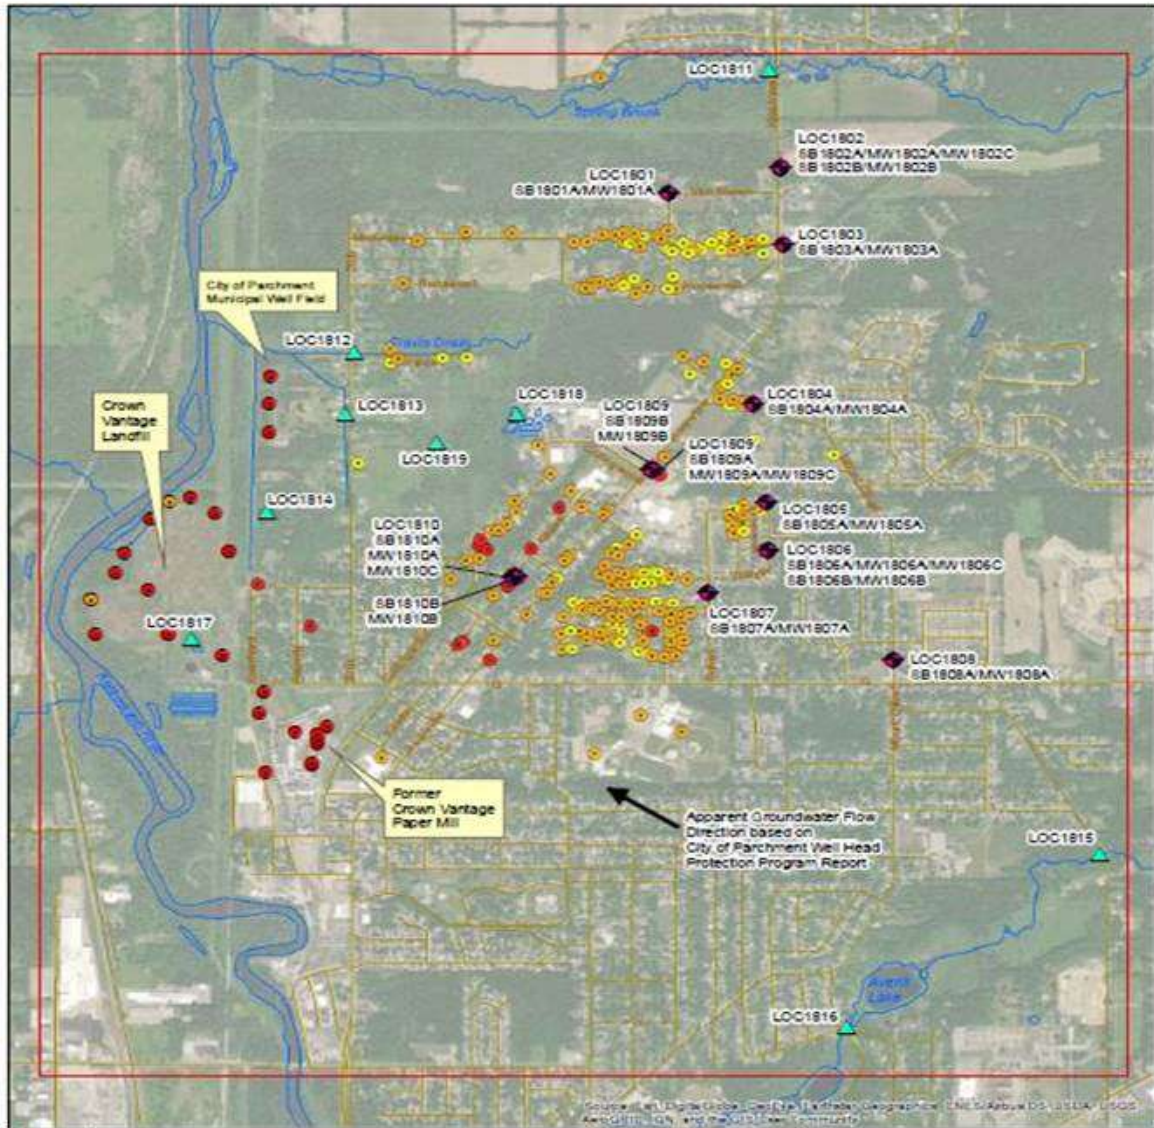 LOC1811
Spring Brook
LOC1802
SB1802A/MW1802A/MW1802C
SB1802B/MW1802B
LOC1801
SB1801A/MW1801A
LOC1803
SB1803A/MW1803A
City of Parchment
Municipal Well Field
LOC1812
Travis Creek
Crown
Vantage
Landfill
LOC1813
LOC1818
LOC1819
LOC1809
SB1809B
MW1809B
LOC1804
SB1804A/MW1804A
LOC1809
SB1809A
MW1809A/MW1809C
LOC1814
LOC1805
SB1805A/MW1805A
LOC1810
SB1810A
MW1810A
MW1810C
SB1810B
MW1810B
LOC1806
SB1806A/MW1806A/MW1806C
SB1806B/MW1806B
LOC1807
SB1807A/MW1807A
LOC1817
LOC1808
SB1808A/MW1808A
Former
Crown Vantage
Paper Mill
Apparent Groundwater Flow
Direction based on
City of Parchment Well Head
Protection Program Report
LOC1815
Lake
LOC1816